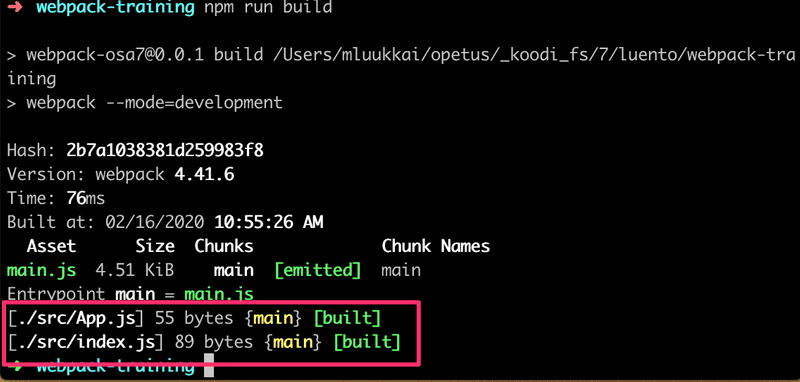 ➜ webpack-training npm run build
> webpack-osa7@0.0.1 build /Users/mluukkai/opetus/_koodi_fs/7/luento/webpack-tra
ining
> webpack --mode=development
Hash: 2b7a1038381d259983f8
Version: webpack 4.41.6
Time: 76ms
Built at: 02/16/2020 10:55:26 AM
Asset Size Chunks Chunk Names
main.js 4.51 KiB main [emitted] main
Entrypoint main = main.js
[./src/App.js] 55 bytes {main} [built]
[./src/index.js] 89 bytes {main} [built]
➜ webpack-training